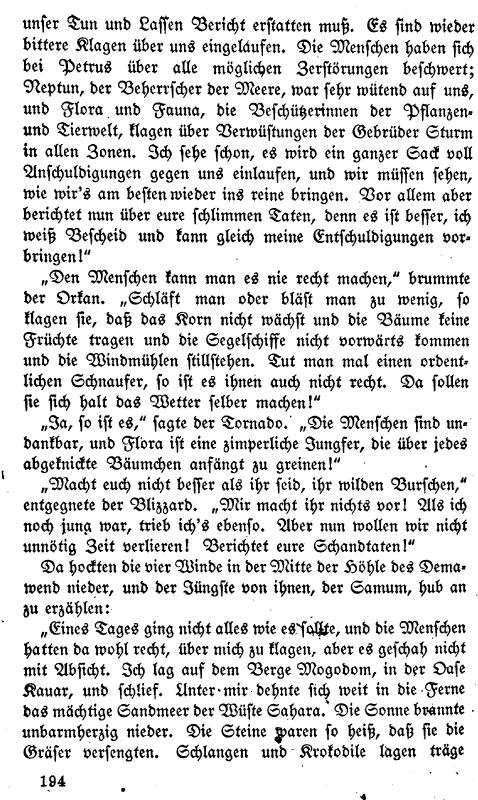 unser Tun und Lassen Bericht erstatten muß. Es sind wieder
bittere Klagen über uns eingelaufen. Die Menschen haben sich
bei Petrus über alle möglichen Zerstörungen beschwert;
Neptun, der Beherrscher der Meere, war sehr wütend auf uns,
und Flora und Fauna, die Beschützerinnen der Pflanzen-
und Tierwelt, klagen über Verwüstungen der Gebrüder Sturm
in allen Zonen. Ich sehe schon, es wird ein ganzer Sack voll
Anschuldigungen gegen uns einlaufen, und wir müssen sehen,
wie wir's am besten wieder ins reine bringen. Vor allem aber
berichtet nun über eure schlimmen Taten, denn es ist besser, ich
weiß Bescheid und kann gleich meine Entschuldigungen vor-
bringen!"
„Den Menschen kann man es nie recht machen," brummte
der Orkan. „Schläft man oder bläst man zu wenig, so
klagen sie, daß das Korn nicht wächst und die Bäume keine
Früchte tragen und die Segelschiffe nicht vorwärts kommen
und die Windmühlen stillstehen. Tut man mal einen ordent-
lichen Schnaufer, so ist es ihnen auch nicht recht. Da sollen
sie sich halt das Wetter selber machen!"
„Ja, so ist es," sagte der Tornado. „Die Menschen sind un-
dankbar, und Flora ist eine zimperliche Jungfer, die über jedes
abgeknickte Bäumchen anfängt zu greinen!"
„Macht euch nicht besser als ihr seid, ihr wilden Burschen,"
entgegnete der Blizzard. „Mir macht ihr nichts vor! Als ich
noch jung war, trieb ich's ebenso. Aber nun wollen wir nicht
unnötig Zeit verlieren! Berichtet eure Schandtaten!"
Da hockten die vier Winde in der Mitte der Höhle des Dema-
wend nieder, und der Jüngste von ihnen, der Samum, hub an
zu erzählen:
„Eines Tages ging nicht alles wie es sollte, und die Menschen
hatten da wohl recht, über mich zu klagen, aber es geschah nicht
mit Absicht. Ich lag auf dem Berge Mogodom, in der Oase
Kauar, und schlief. Unter mir dehnte sich weit in die Ferne
das mächtige Sandmeer der Wüste Sahara. Die Sonne brannte
unbarmherzig nieder. Die Steine waren so heiß, daß sie die
Gräser versengten. Schlangen und Krokodile lagen träge
194